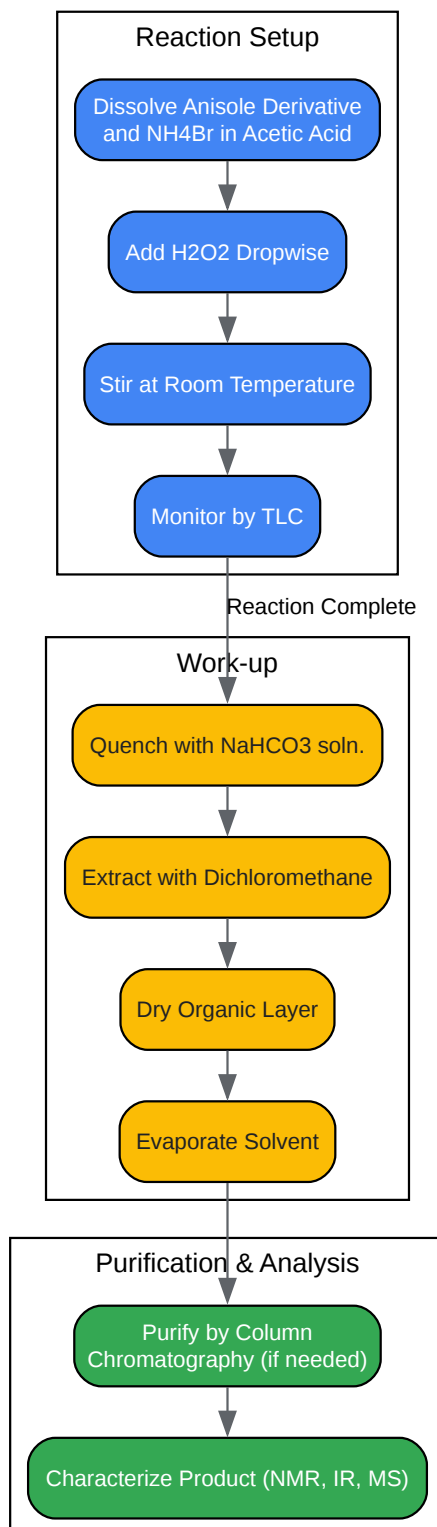 Reaction Setup
Dissolve Anisole Derivative
and NH4Br in Acetic Acid
Add H2O2 Dropwise
Stir at Room Temperature
Monitor by TLC
Reaction Complete
Work-up
Quench with NaHCO3 soln.
Extract with Dichloromethane
Dry Organic Layer
Evaporate Solvent
Purification & Analysis
Purify by Column
Chromatography (if needed)
Characterize Product (NMR, IR, MS)